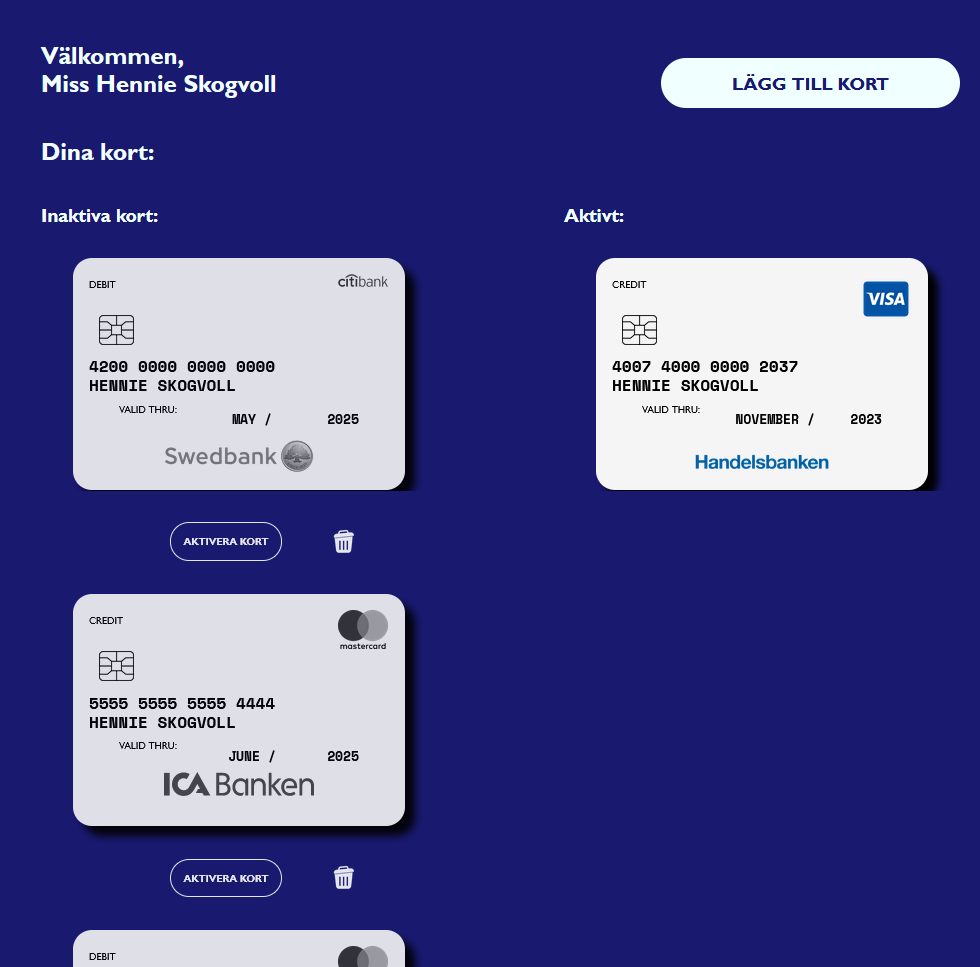 Välkommen,
Miss Hennie Skogvoll
LÄGG TILL KORT
Dina kort:
Inaktiva kort:
DEBIT
citibank
4200 0000 0000 0000
HENNIE SKOGVOLL
VALID THRU:
MAY / 2025
Swedbank
AKTIVERA KORT
CREDIT
mastercard
5555 5555 5555 4444
HENNIE SKOGVOLL
VALID THRU:
JUNE / 2025
ICA Banken
AKTIVERA KORT
DEBIT
Aktivt:
CREDIT
VISA
4007 4000 0000 2037
HENNIE SKOGVOLL
VALID THRU:
NOVEMBER / 2023
Handelsbanken